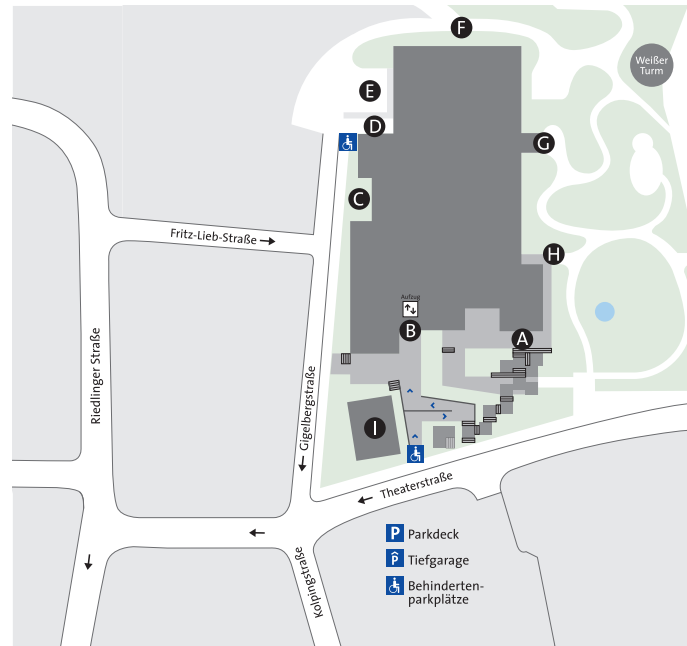 F
Weißer
Turm
E
D
G
C
Fritz-Lieb-Straße
H
Aufzug
B
A
Riedlinger Straße
Gigelbergstraße
I
Theaterstraße
Kolpingstraße
P Parkdeck
P Tiefgarage
Behinderten-
parkplätze